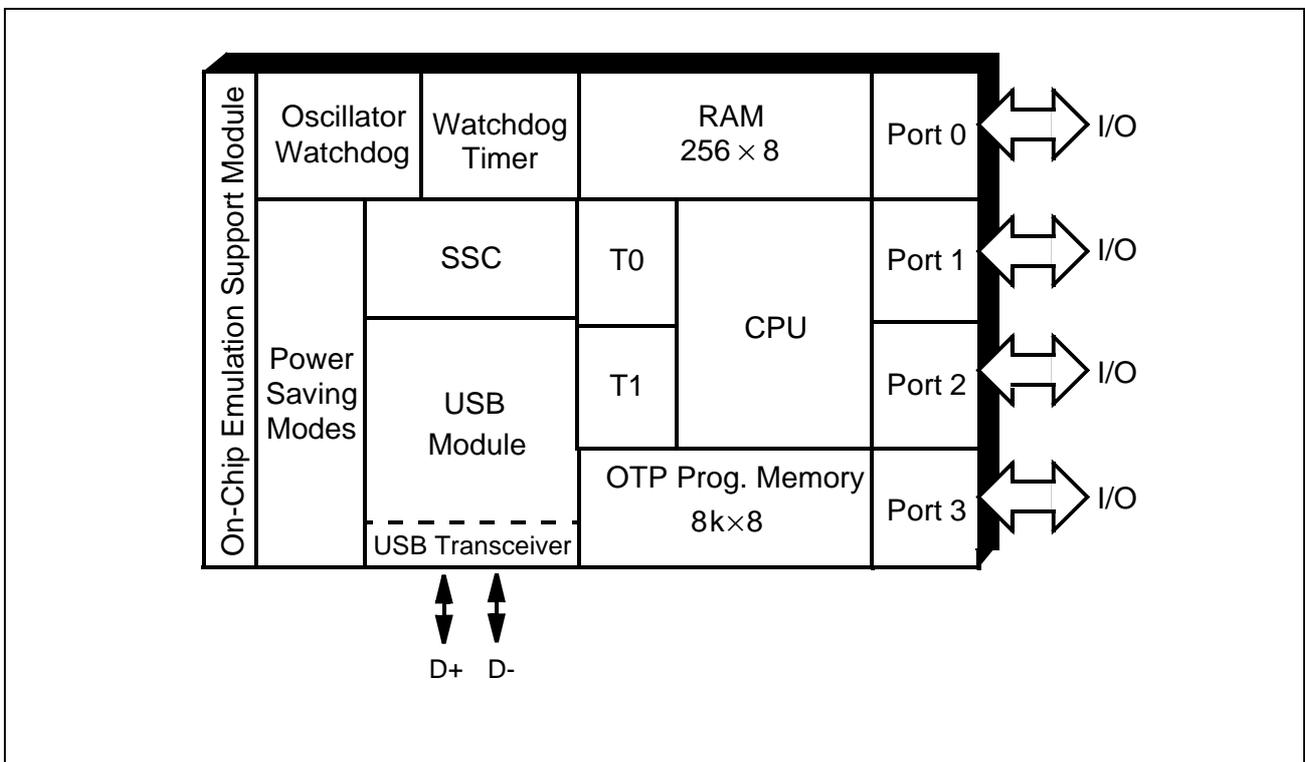 On-Chip Emulation Support Module
Oscillator
Watchdog
Watchdog
Timer
RAM
256 × 8
Port 0
I/O
Power
Saving
Modes
SSC
T0
CPU
Port 1
I/O
USB
Module
T1
Port 2
I/O
USB Transceiver
OTP Prog. Memory
8k×8
Port 3
I/O
D+ D-